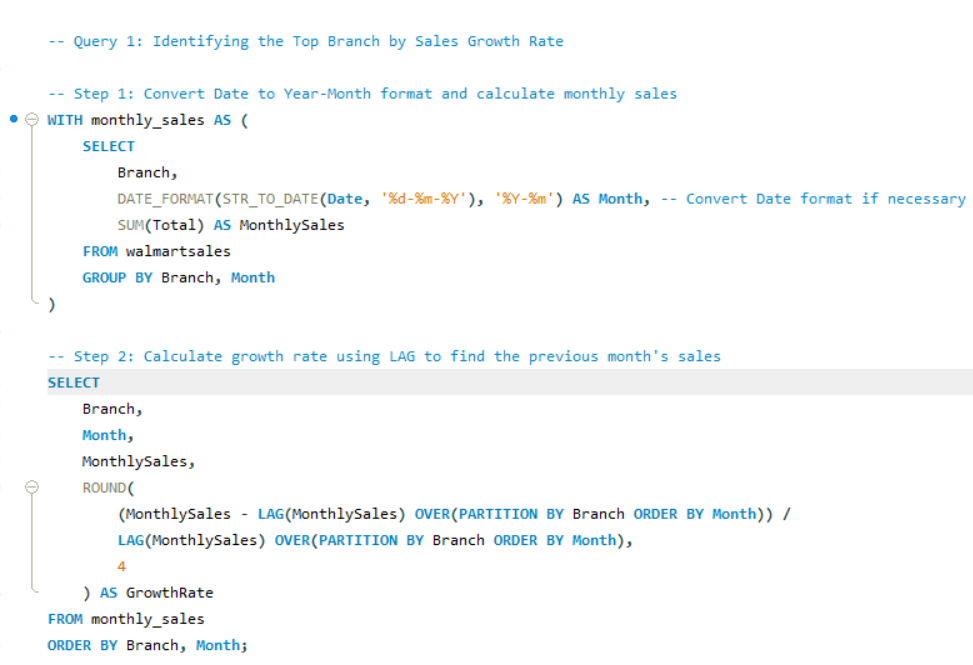 -- Query 1: Identifying the Top Branch by Sales Growth Rate
-- Step 1: Convert Date to Year-Month format and calculate monthly sales
WITH monthly_sales AS (
    SELECT
        Branch,
        DATE_FORMAT(STR_TO_DATE(Date, '%d-%m-%Y'), '%Y-%m') AS Month, -- Convert Date format if necessary
        SUM(Total) AS MonthlySales
    FROM walmartsales
    GROUP BY Branch, Month
)
-- Step 2: Calculate growth rate using LAG to find the previous month's sales
SELECT
    Branch,
    Month,
    MonthlySales,
    ROUND(
        (MonthlySales - LAG(MonthlySales) OVER(PARTITION BY Branch ORDER BY Month)) /
        LAG(MonthlySales) OVER(PARTITION BY Branch ORDER BY Month),
        4
    ) AS GrowthRate
FROM monthly_sales
ORDER BY Branch, Month;